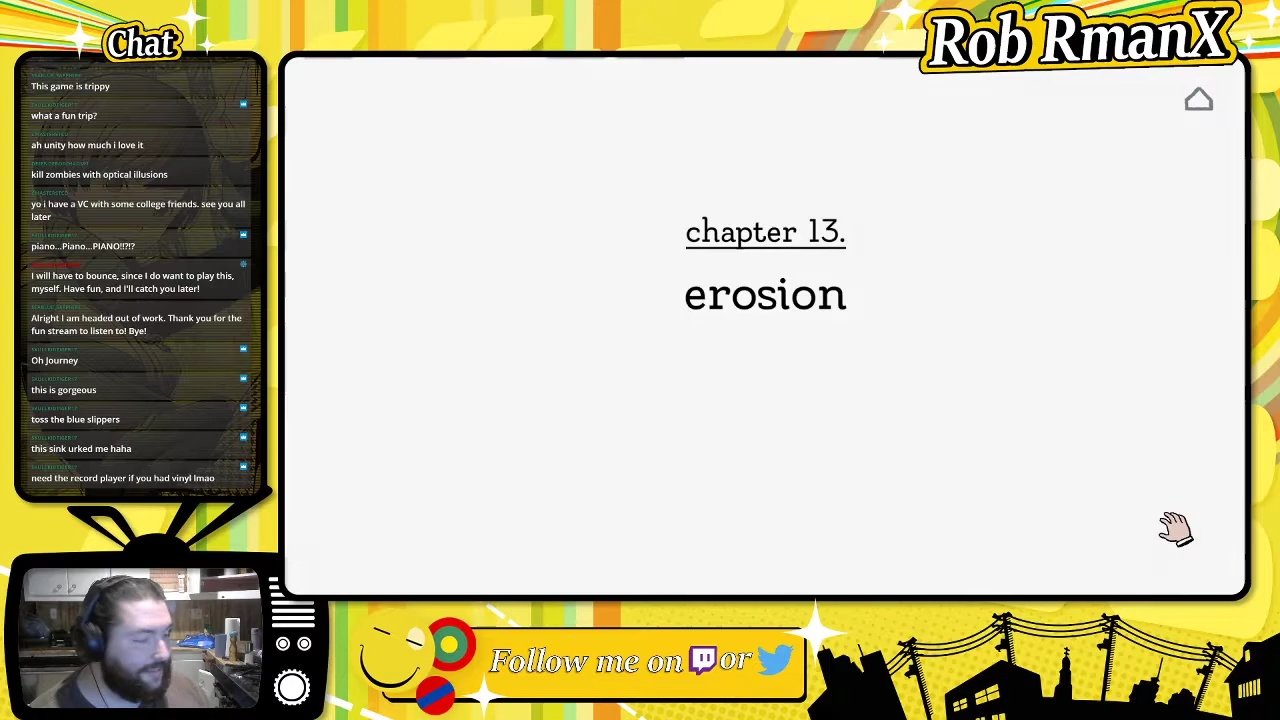 Chat
Rob RmanX
This game is trippy
what a fun trip?
ah unity how much i love it
kill zombies with optical illusions
yo i have a VC with some college friends. see you all
later
piano...Piano...PIANO!!?!?
I will have to bounce, since I do want to play this,
myself. Have fun, and I'll catch you later!
Alright I am headed out of work. Thank you for the
fun stream to listen to! Bye!
Oh Journey
this is gorgeous
toss the blue slippers
this sink urked me haha
need the record player if you had vinyl lmao
chapter 13.
erosion
Follow me on or